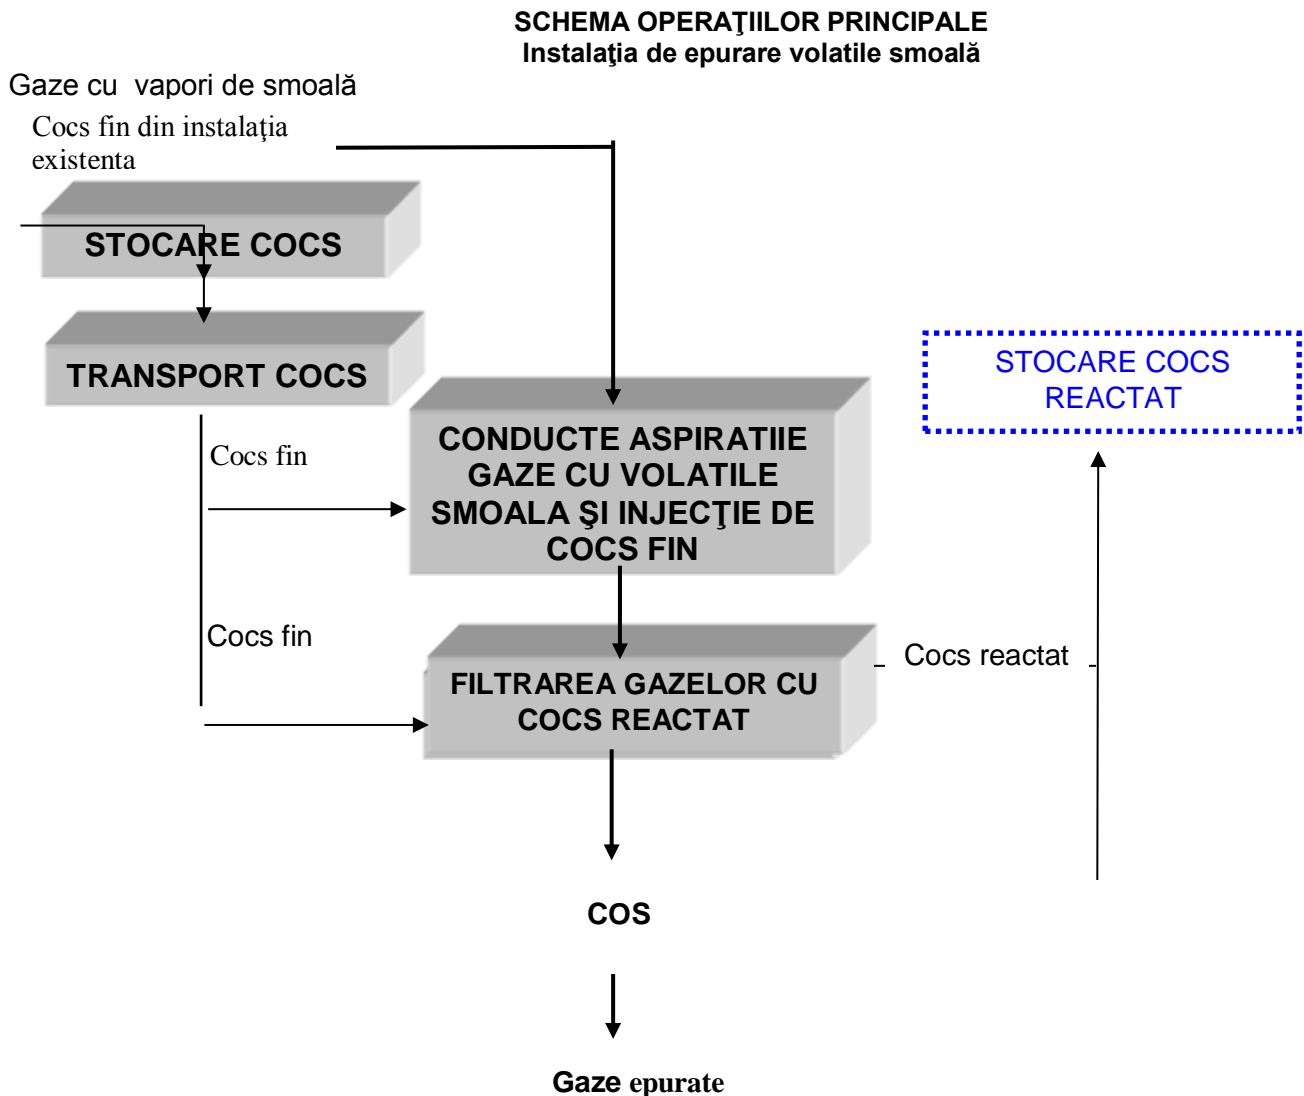 SCHEMA OPERAŢIILOR PRINCIPALE
Instalaţia de epurare volatile smoală
Gaze cu vapori de smoală
Cocs fin din instalaţia
existenta
STOCARE COCS
TRANSPORT COCS
STOCARE COCS
REACTAT
Cocs fin
CONDUCTE ASPIRATIIE
GAZE CU VOLATILE
SMOALA ŞI INJECŢIE DE
COCS FIN
Cocs fin
FILTRAREA GAZELOR CU
COCS REACTAT
Cocs reactat
COS
Gaze epurate